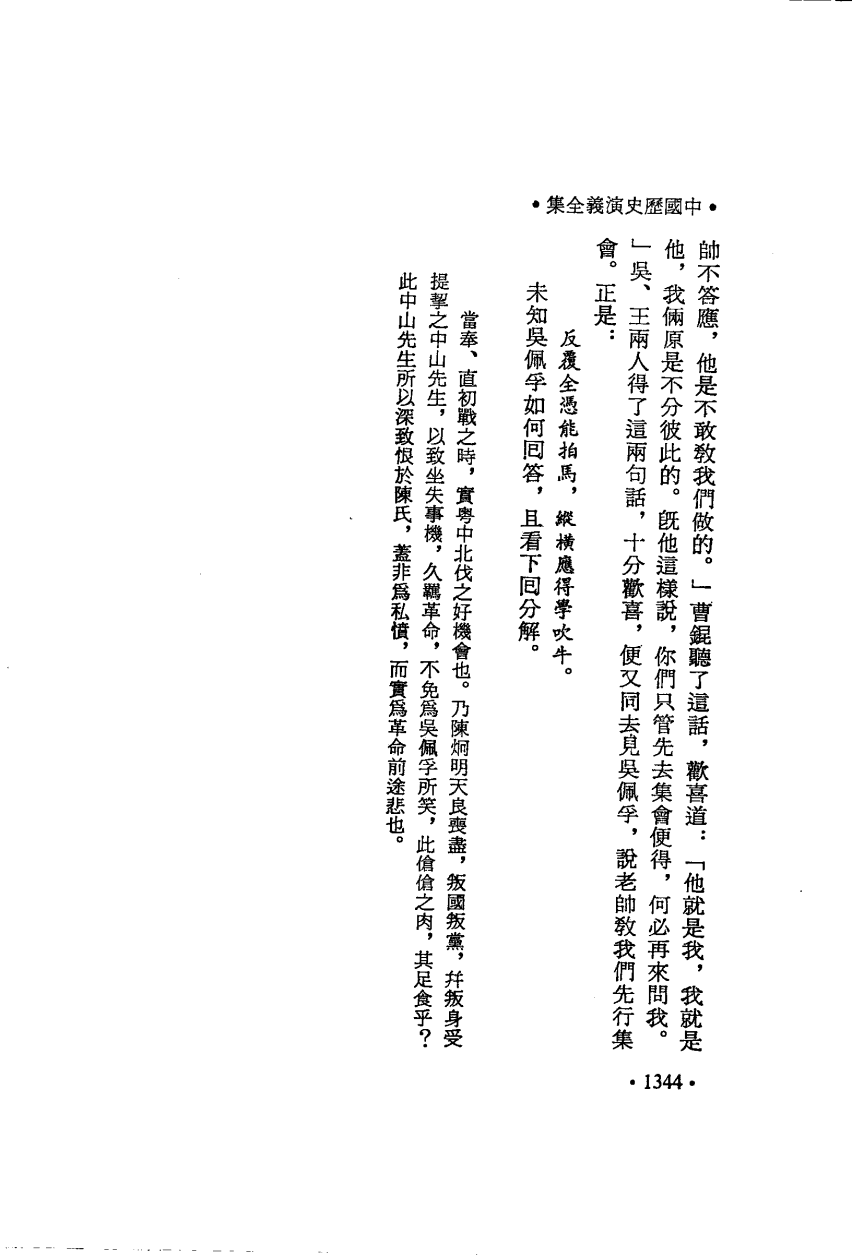 •中國歷史演義全集•
帥不答應，他是不敢敎我們做的。」曹錕聽了這話，歡喜道：「他就是我，我就是
他，我倆原是不分彼此的。旣他這樣說，你們只管先去集會便得，何必再來問我。
」吳、王兩人得了這兩句話，十分歡喜，便又同去見吳佩孚，說老帥敎我們先行集
會。正是：
反覆全憑能拍馬，縱橫應得學吹牛。
未知吳佩孚如何回答，且看下回分解。
當奉、直初戰之時，實粵中北伐之好機會也。乃陳炯明天良喪盡，叛國叛黨，幷叛身受
提挈之中山先生，以致坐失事機，久羈革命，不免爲吳佩孚所笑，此傖傖之肉，其足食乎？
此中山先生所以深致恨於陳氏，蓋非爲私憤，而實爲革命前途悲也。
•1344•